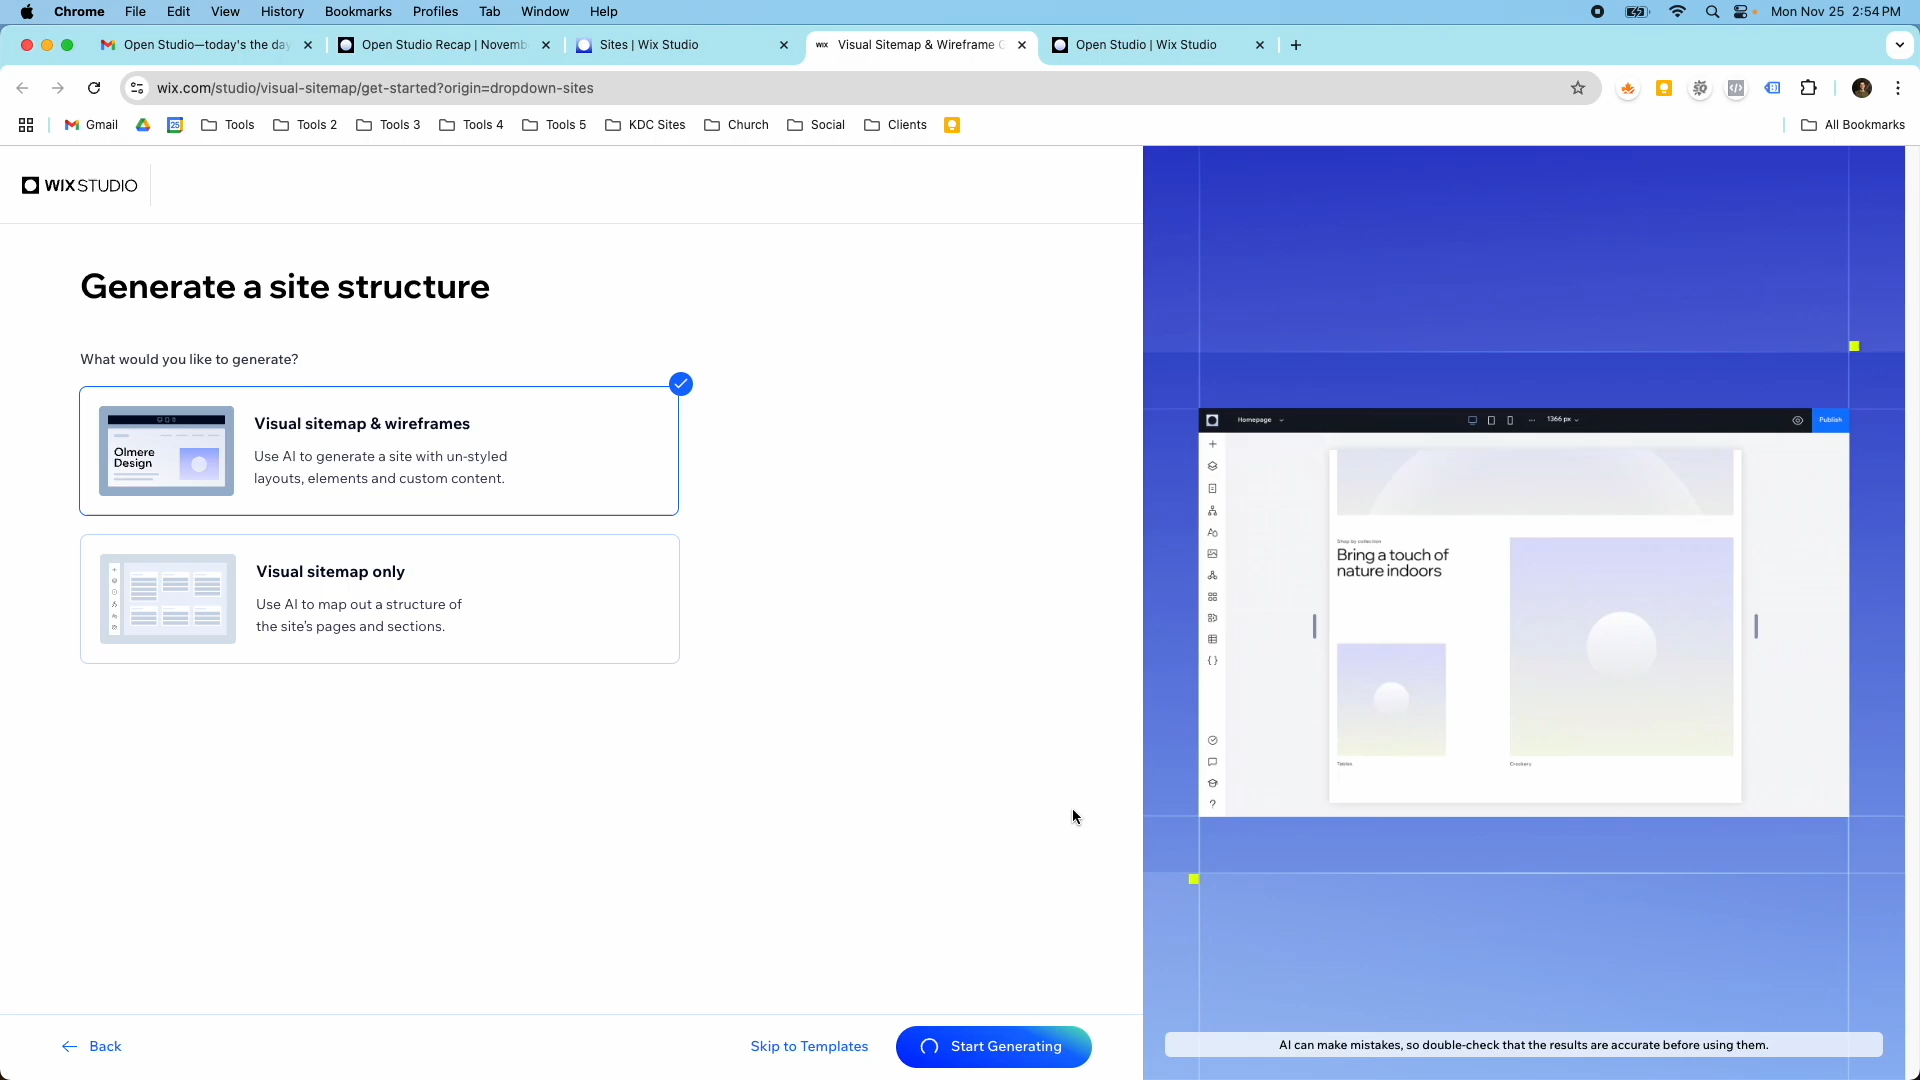 Chrome File Edit View History Bookmarks Profiles Tab Window Help
Mon Nov 25 2:54 PM
Open Studio—today's the day
Open Studio Recap | Novemb
Sites | Wix Studio
WIX Visual Sitemap & Wireframe G
Open Studio | Wix Studio
wix.com/studio/visual-sitemap/get-started?origin=dropdown-sites
Gmail
25
Tools
Tools 2
Tools 3
Tools 4
Tools 5
KDC Sites
Church
Social
Clients
All Bookmarks
WIX STUDIO
Generate a site structure
What would you like to generate?
Olmere
Design
Visual sitemap & wireframes
Use AI to generate a site with un-styled
layouts, elements and custom content.
Visual sitemap only
Use AI to map out a structure of
the site's pages and sections.
Back
Skip to Templates
Start Generating
Homepage
1366 px
Publish
Shop by collection
Bring a touch of
nature indoors
Tables
Crockery
AI can make mistakes, so double-check that the results are accurate before using them.